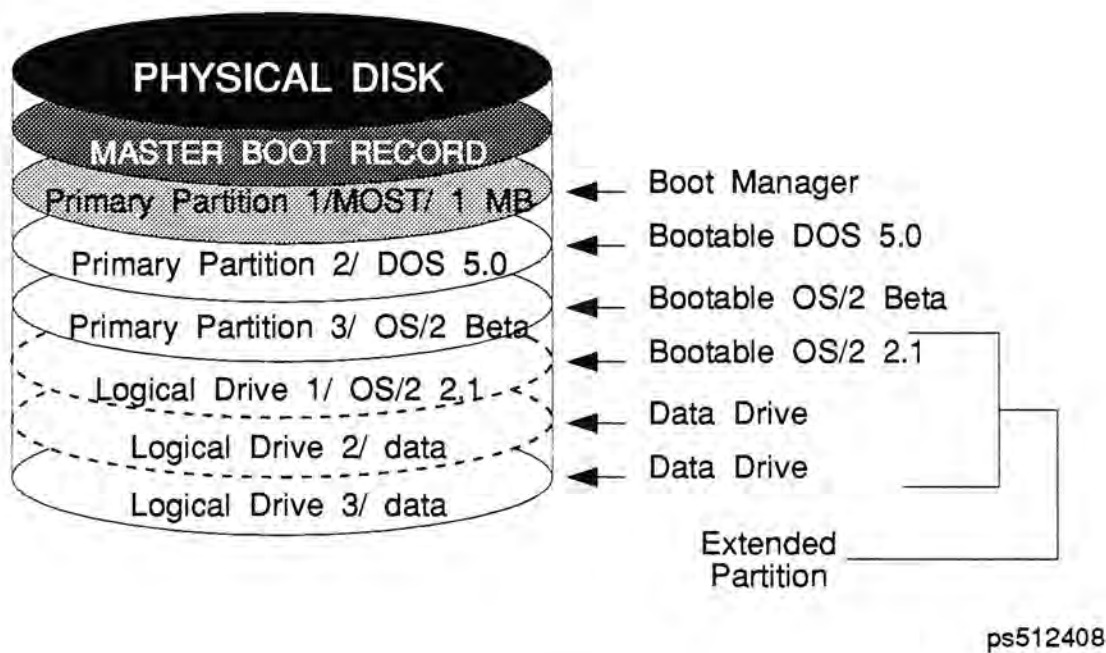 PHYSICAL DISK
MASTER BOOT RECORD
Primary Partition 1/MOST/ 1 MB
Boot Manager
Primary Partition 2/ DOS 5.0
Bootable DOS 5.0
Primary Partition 3/ OS/2 Beta
Bootable OS/2 Beta
Logical Drive 1/ OS/2 2.1
Bootable OS/2 2.1
Logical Drive 2/ data
Data Drive
Logical Drive 3/ data
Data Drive
Extended
Partition
ps512408